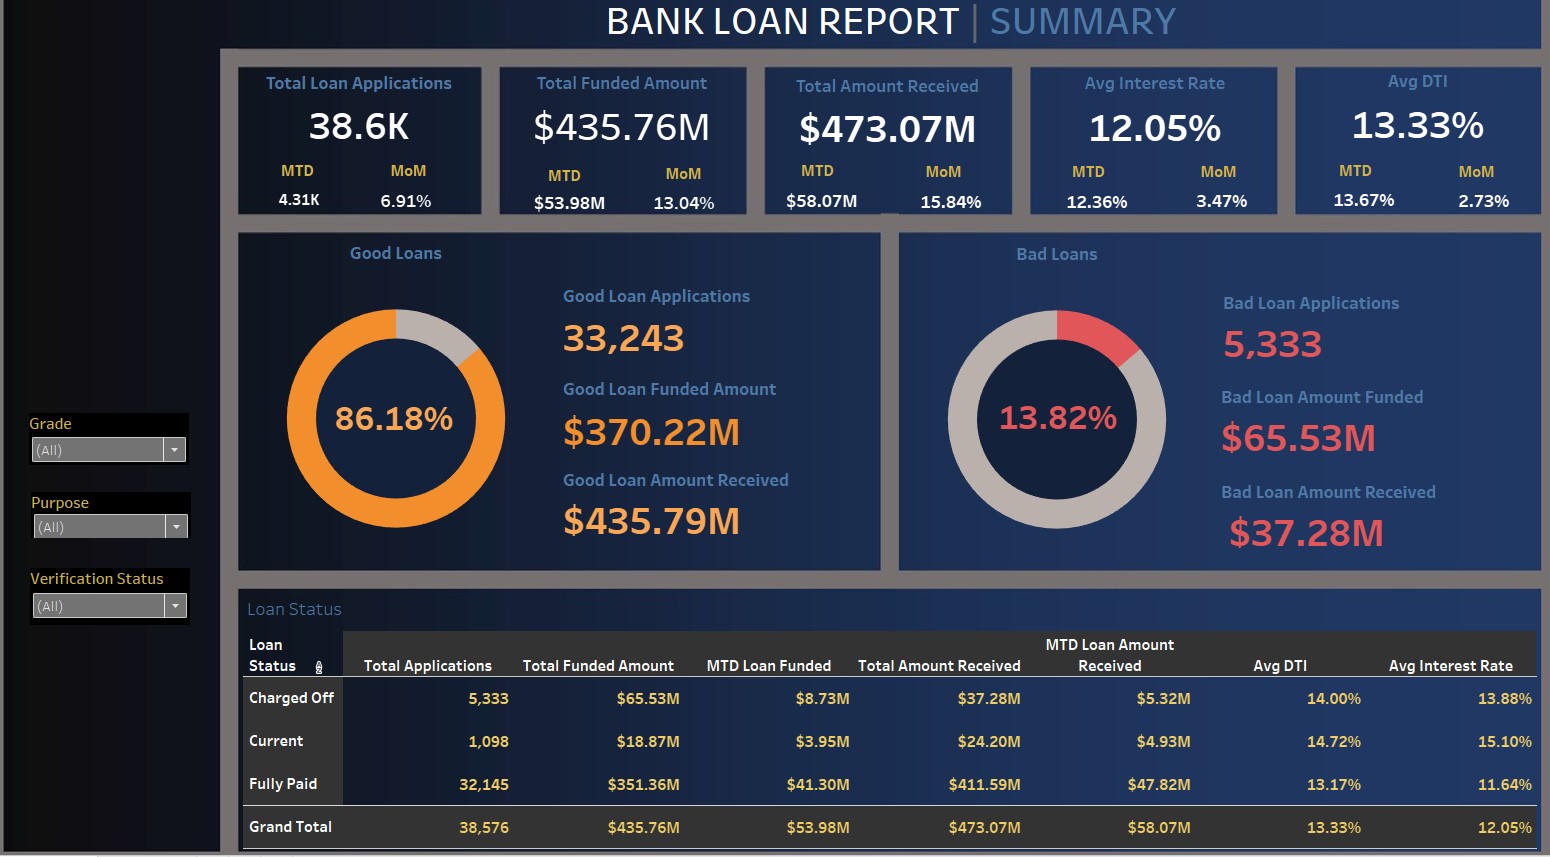 BANK LOAN REPORT | SUMMARY
Total Loan Applications
38.6K
MTD MoM
4.31K 6.91%
Total Funded Amount
$435.76M
MTD MoM
$53.98M 13.04%
Total Amount Received
$473.07M
MTD MoM
$58.07M 15.84%
Avg Interest Rate
12.05%
MTD MoM
12.36% 3.47%
Avg DTI
13.33%
MTD MoM
13.67% 2.73%
Grade
(All)
Purpose
(All)
Verification Status
(All)
Good Loans
86.18%
Good Loan Applications
33,243
Good Loan Funded Amount
$370.22M
Good Loan Amount Received
$435.79M
Bad Loans
13.82%
Bad Loan Applications
5,333
Bad Loan Amount Funded
$65.53M
Bad Loan Amount Received
$37.28M
Loan Status
Loan
Status Total Applications Total Funded Amount MTD Loan Funded Total Amount Received MTD Loan Amount
Received Avg DTI Avg Interest Rate
Charged Off 5,333 $65.53M $8.73M $37.28M $5.32M 14.00% 13.88%
Current 1,098 $18.87M $3.95M $24.20M $4.93M 14.72% 15.10%
Fully Paid 32,145 $351.36M $41.30M $411.59M $47.82M 13.17% 11.64%
Grand Total 38,576 $435.76M $53.98M $473.07M $58.07M 13.33% 12.05%